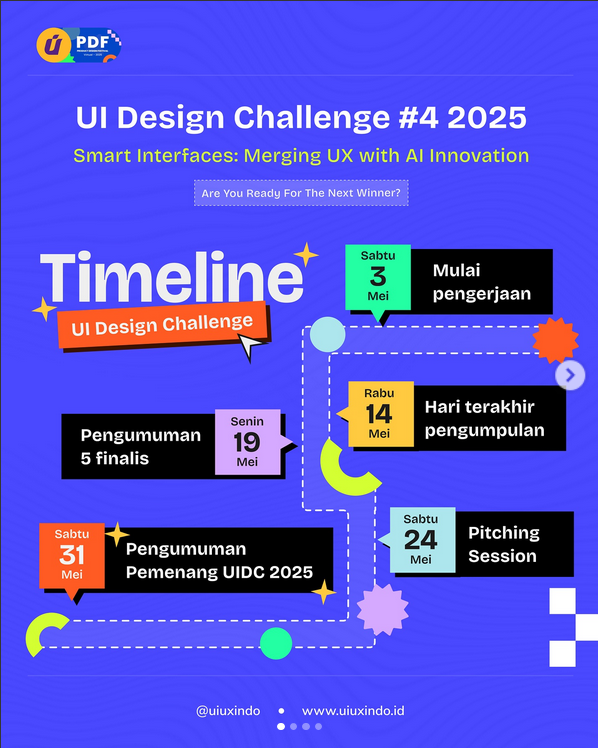 PDF
UI Design Challenge #4 2025
Smart Interfaces: Merging UX with AI Innovation
Are You Ready For The Next Winner?
Timeline
UI Design Challenge
Sabtu
3
Mei
Mulai
pengerjaan
Rabu
14
Mei
Hari terakhir
pengumpulan
Pengumuman
5 finalis
Senin
19
Mei
Sabtu
24
Mei
Pitching
Session
Sabtu
31
Mei
Pengumuman
Pemenang UIDC 2025
@uiuxindo • www.uiuxindo.id